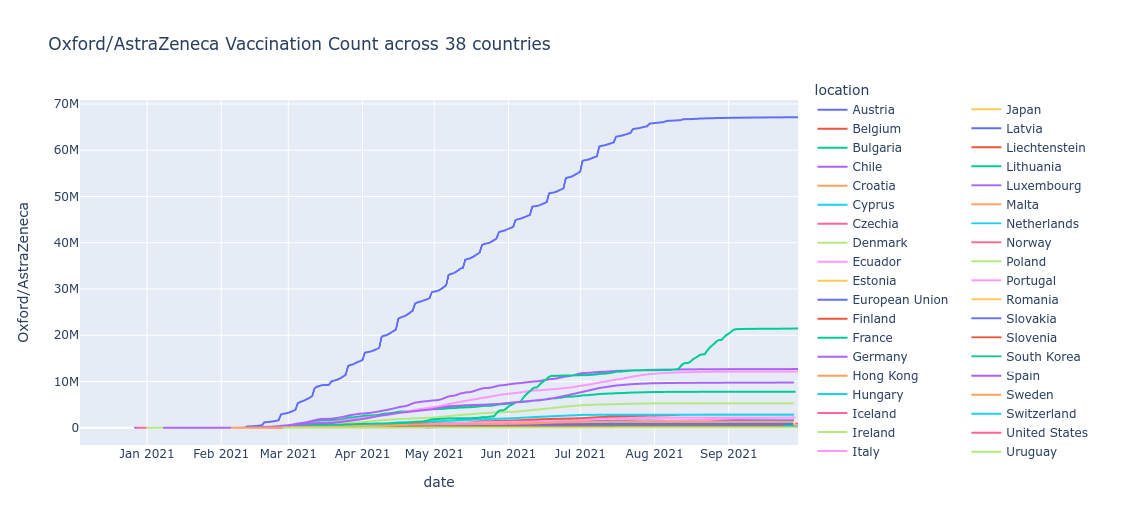 Oxford/AstraZeneca Vaccination Count across 38 countries
location
Austria
Belgium
Bulgaria
Chile
Croatia
Cyprus
Czechia
Denmark
Ecuador
Estonia
European Union
Finland
France
Germany
Hong Kong
Hungary
Iceland
Ireland
Italy
Japan
Latvia
Liechtenstein
Lithuania
Luxembourg
Malta
Netherlands
Norway
Poland
Portugal
Romania
Slovakia
Slovenia
South Korea
Spain
Sweden
Switzerland
United States
Uruguay
Oxford/AstraZeneca
70M
60M
50M
40M
30M
20M
10M
0
Jan 2021 Feb 2021 Mar 2021 Apr 2021 May 2021 Jun 2021 Jul 2021 Aug 2021 Sep 2021
date